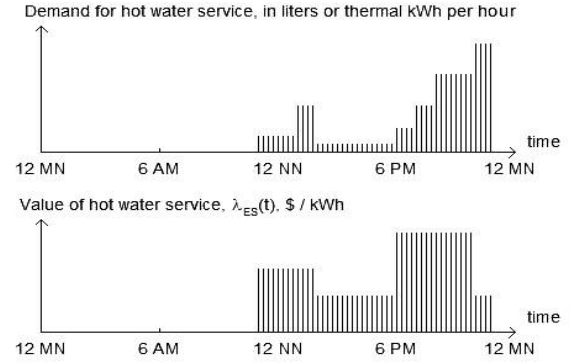 Demand for hot water service, in liters or thermal kWh per hour
time
12 MN 6 AM 12 NN 6 PM 12 MN
Value of hot water service, λES(t), $ / kWh
time
12 MN 6 AM 12 NN 6 PM 12 MN